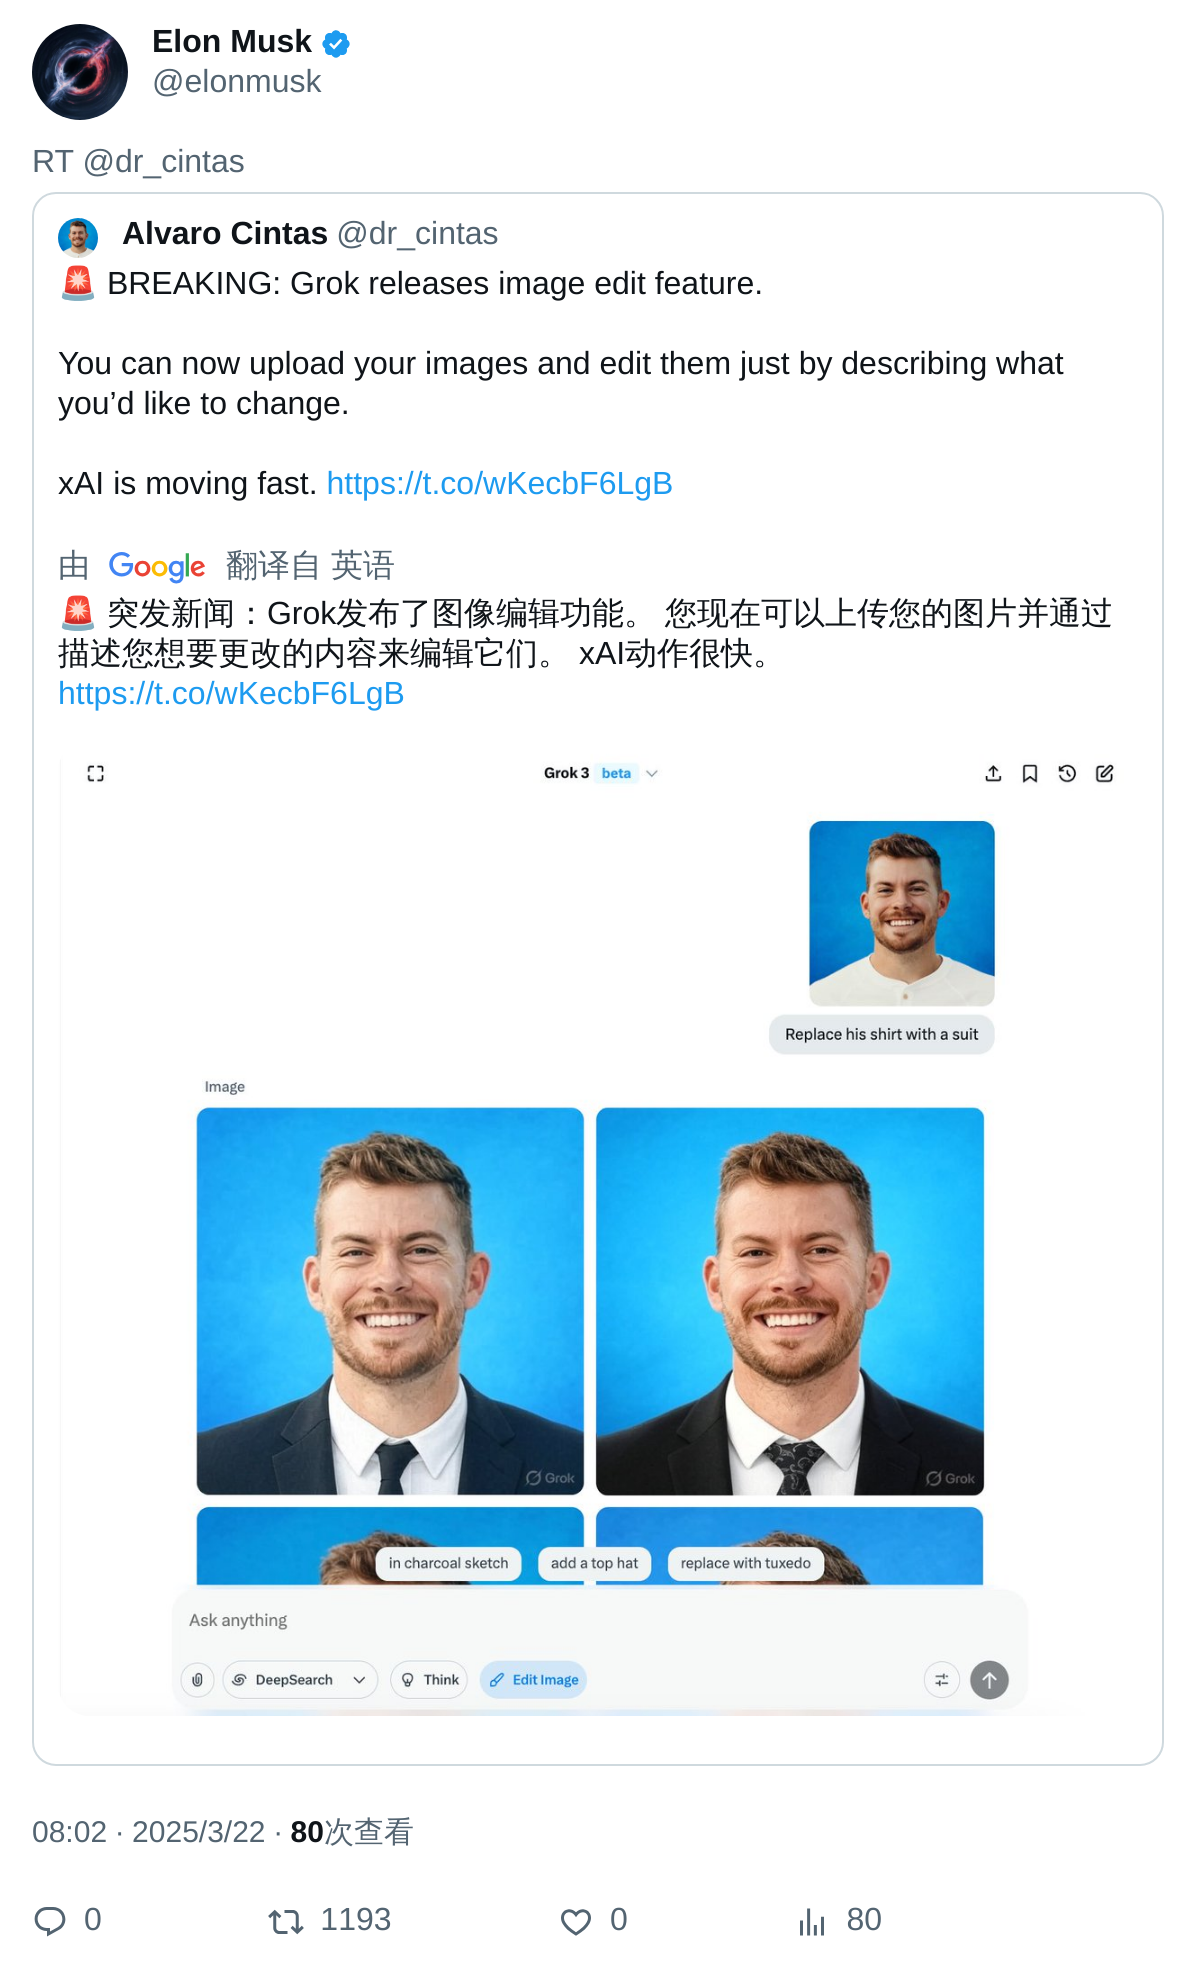 Elon Musk
@elonmusk
RT @dr_cintas
Alvaro Cintas @dr_cintas
🚨 BREAKING: Grok releases image edit feature.
You can now upload your images and edit them just by describing what
you’d like to change.
xAI is moving fast. https://t.co/wKecbF6LgB
由 Google 翻译自 英语
🚨 突发新闻：Grok发布了图像编辑功能。 您现在可以上传您的图片并通过
描述您想要更改的内容来编辑它们。 xAI动作很快。
https://t.co/wKecbF6LgB
Grok 3 beta
Replace his shirt with a suit
Image
Grok
Grok
in charcoal sketch
add a top hat
replace with tuxedo
Ask anything
DeepSearch
Think
Edit Image
08:02 · 2025/3/22 · 80次查看
0
1193
0
80